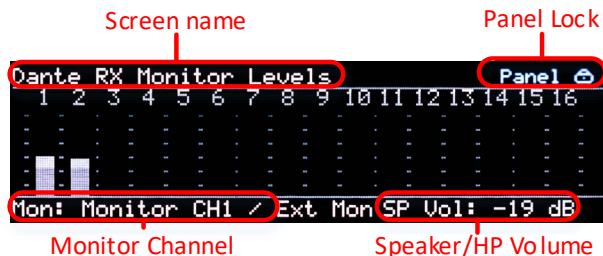 Screen name Panel Lock
Dante RX Monitor Levels Panel
1 2 3 4 5 6 7 8 9 10 11 12 13 14 15 16
Mon: Monitor CH1 / Ext Mon SP Vol: -19 dB
Monitor Channel Speaker/HP Volume